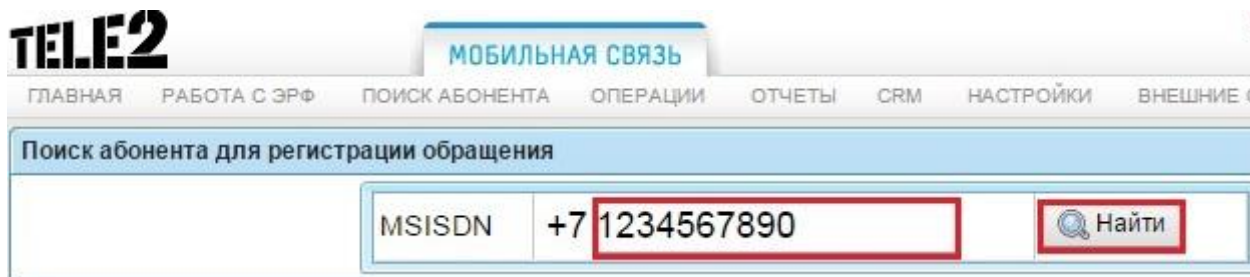 TELE2
МОБИЛЬНАЯ СВЯЗЬ
ГЛАВНАЯ РАБОТА С ЭРФ ПОИСК АБОНЕНТА ОПЕРАЦИИ ОТЧЕТЫ CRM НАСТРОЙКИ ВНЕШНИЕ
Поиск абонента для регистрации обращения
MSISDN +7 1234567890 Найти